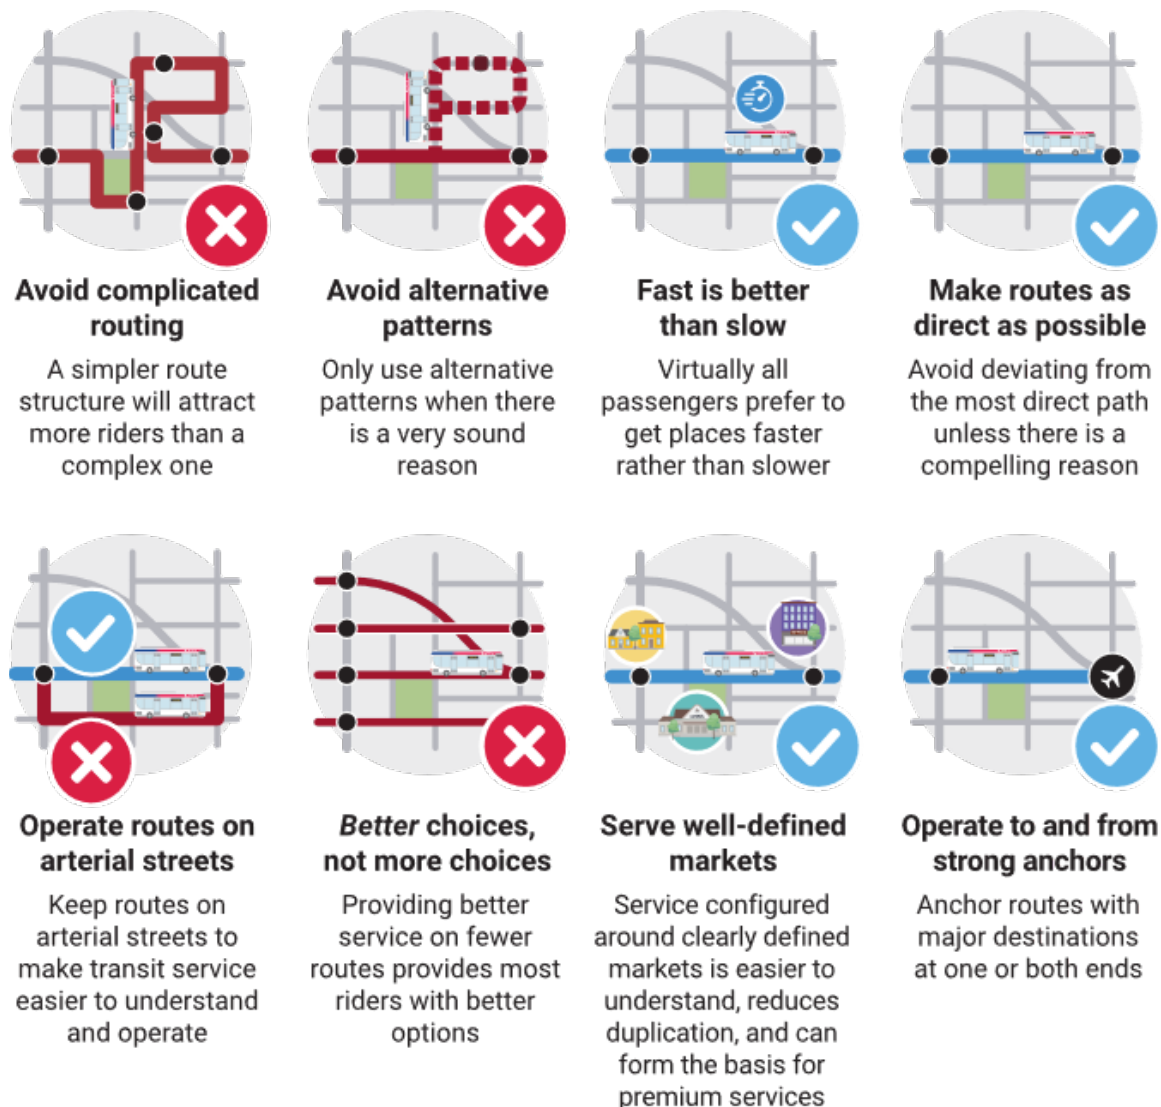 Avoid complicated
routing
A simpler route
structure will attract
more riders than a
complex one
Avoid alternative
patterns
Only use alternative
patterns when there
is a very sound
reason
Fast is better
than slow
Virtually all
passengers prefer to
get places faster
rather than slower
Make routes as
direct as possible
Avoid deviating from
the most direct path
unless there is a
compelling reason
Operate routes on
arterial streets
Keep routes on
arterial streets to
make transit service
easier to understand
and operate
Better choices,
not more choices
Providing better
service on fewer
routes provides most
riders with better
options
Serve well-defined
markets
Service configured
around clearly defined
markets is easier to
understand, reduces
duplication, and can
form the basis for
premium services
Operate to and from
strong anchors
Anchor routes with
major destinations
at one or both ends